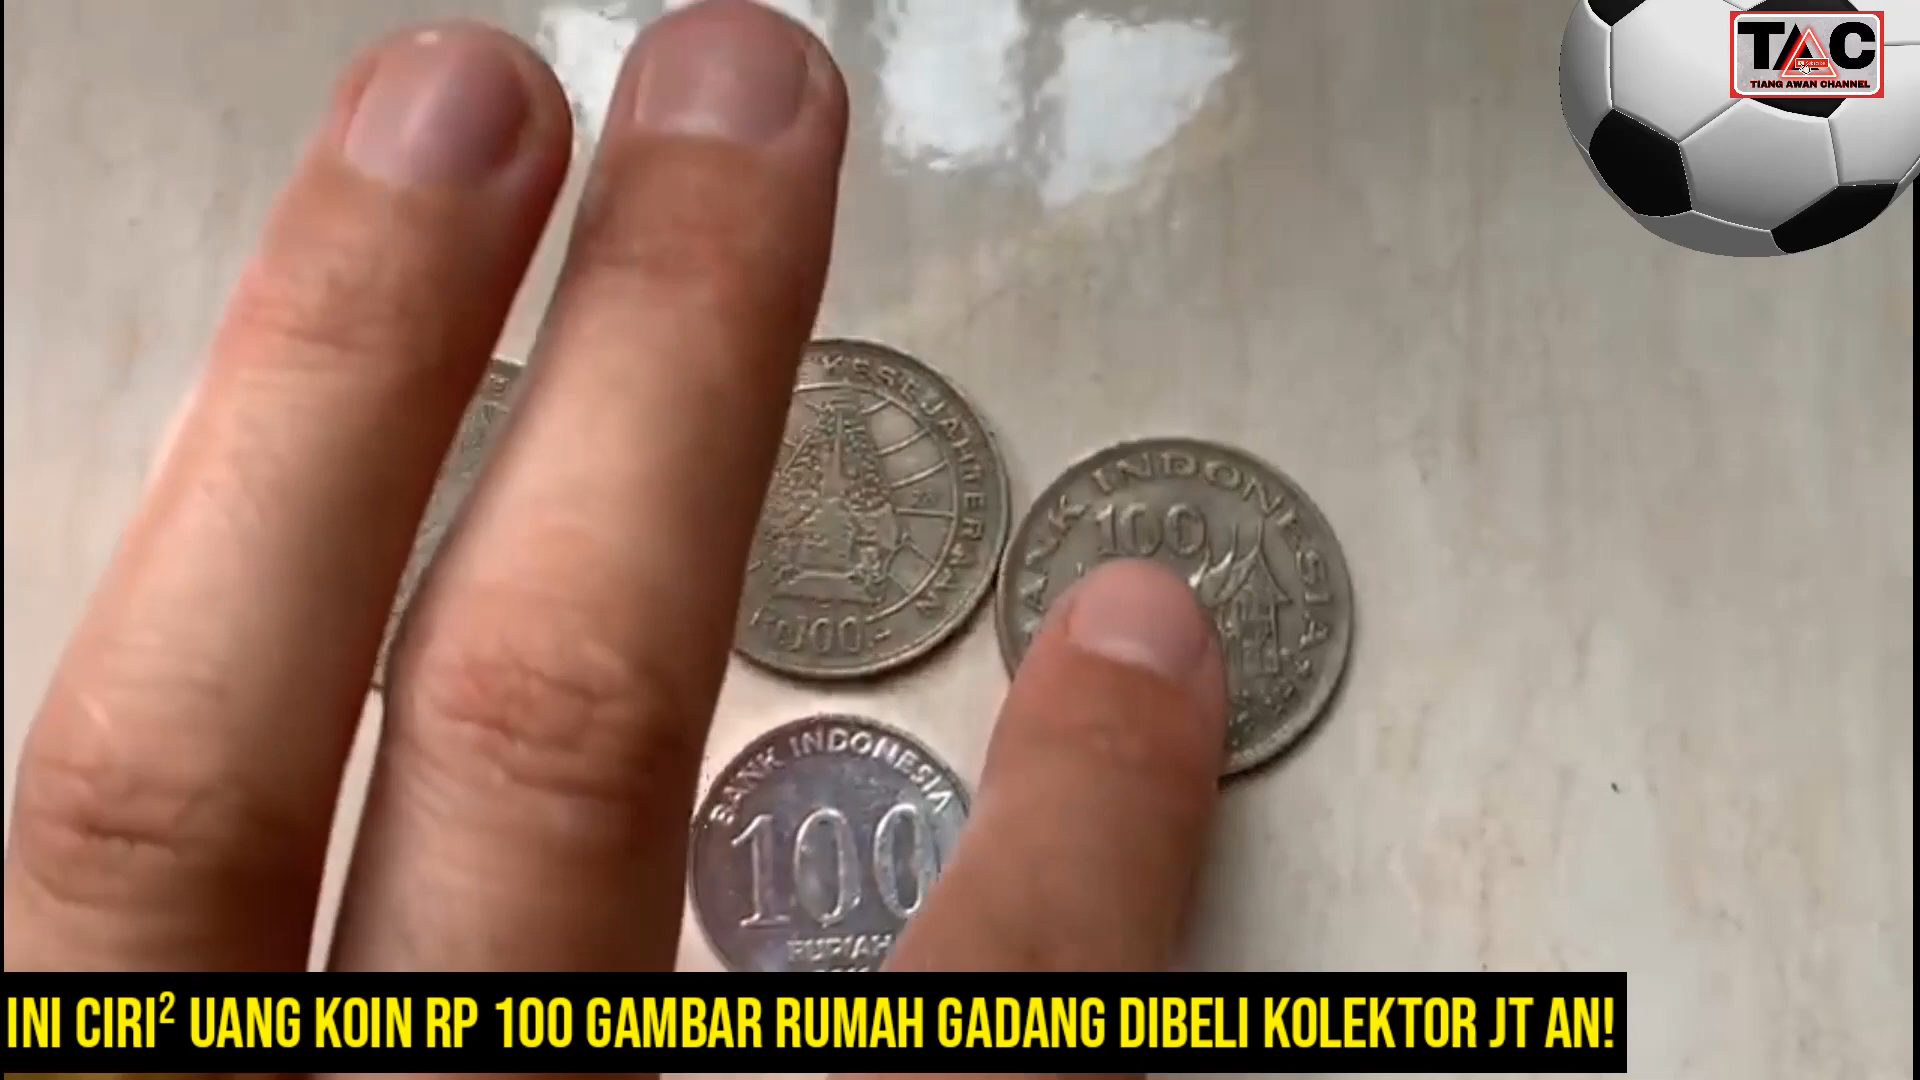 TAC
TIANG AWAN CHANNEL
KESEJAHTERAAN
100.-
BANK INDONESIA
100
BANK INDONESIA
100
RUPIAH
INI CIRI² UANG KOIN RP 100 GAMBAR RUMAH GADANG DIBELI KOLEKTOR JT AN!